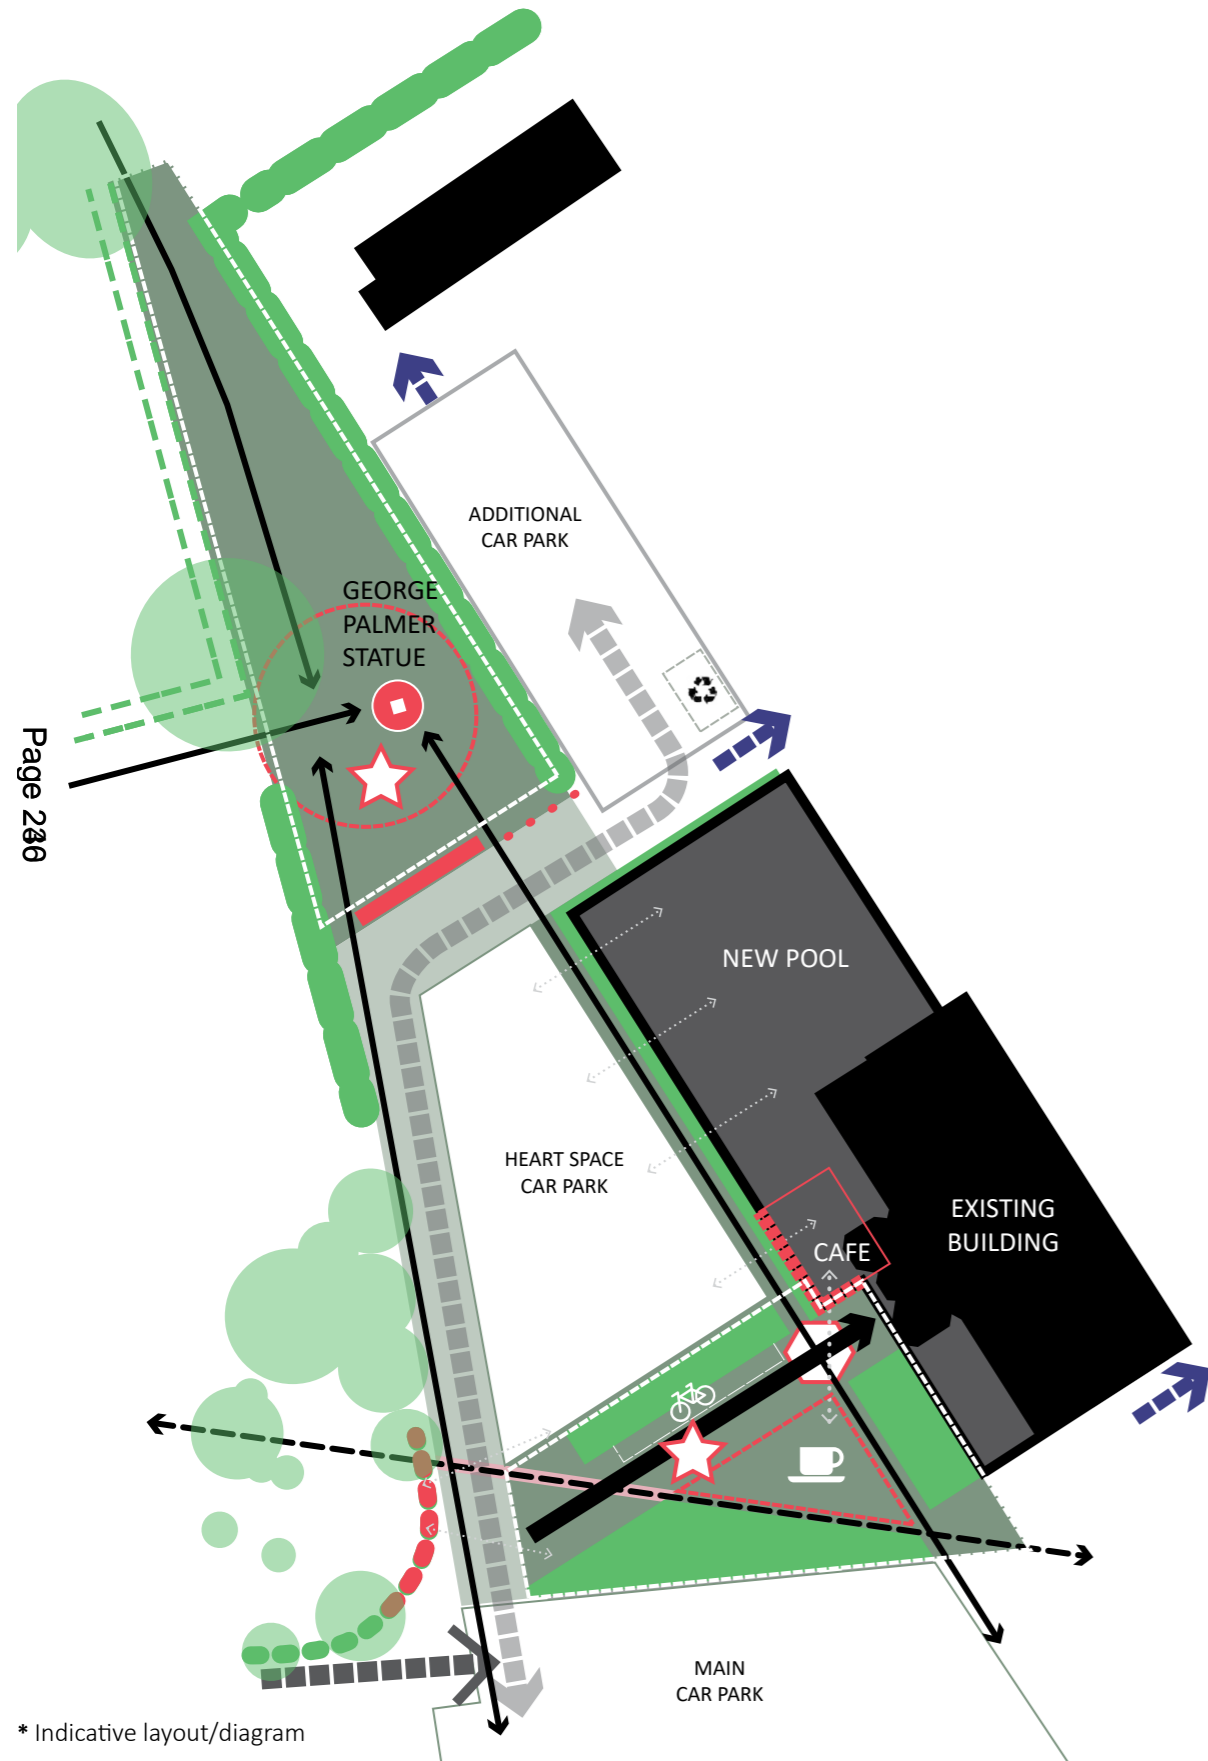 ADDITIONAL
CAR PARK
GEORGE
PALMER
STATUE
Page
NEW POOL
HEART SPACE
CAR PARK
EXISTING
BUILDING
CAFE
MAIN
CAR PARK
* Indicative layout/diagram